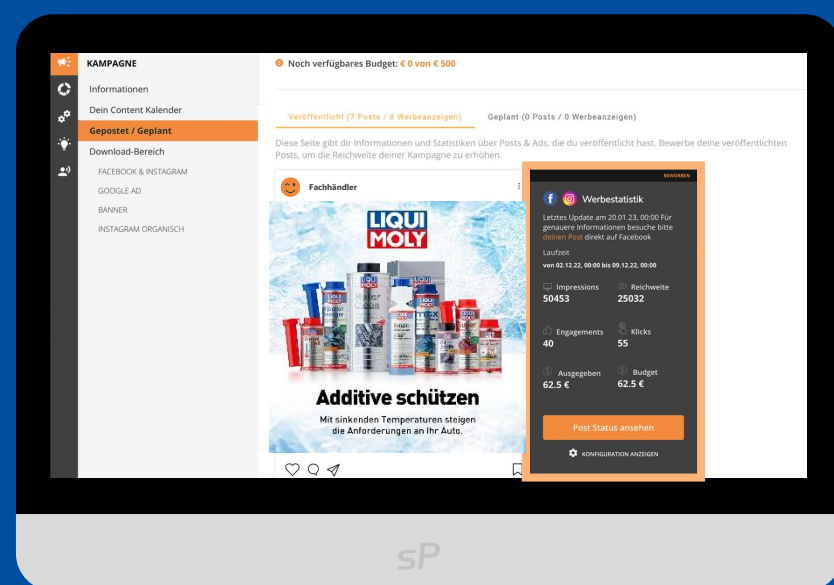 KAMPAGNE
Informationen
Dein Content Kalender
Gepostet / Geplant
Download-Bereich
FACEBOOK & INSTAGRAM
GOOGLE AD
BANNER
INSTAGRAM ORGANISCH
Noch verfügbares Budget: € 0 von € 500
Veröffentlicht (7 Posts / 8 Werbeanzeigen) Geplant (0 Posts / 0 Werbeanzeigen)
Diese Seite gibt dir Informationen und Statistiken über Posts & Ads, die du veröffentlicht hast. Bewerbe deine veröffentlichten
Posts, um die Reichweite deiner Kampagne zu erhöhen.
Fachhändler
LIQUI
MOLY
Additive schützen
Mit sinkenden Temperaturen steigen
die Anforderungen an Ihr Auto.
BEWORBEN
Werbestatistik
Letztes Update am 20.01.23, 00:00 Für
genauere Informationen besuche bitte
deinen Post direkt auf Facebook
Laufzeit
von 02.12.22, 00:00 bis 09.12.22, 00:00
Impressions Reichweite
50453 25032
Engagements Klicks
40 55
Ausgegeben Budget
62.5 € 62.5 €
Post Status ansehen
KONFIGURATION ANZEIGEN
sP